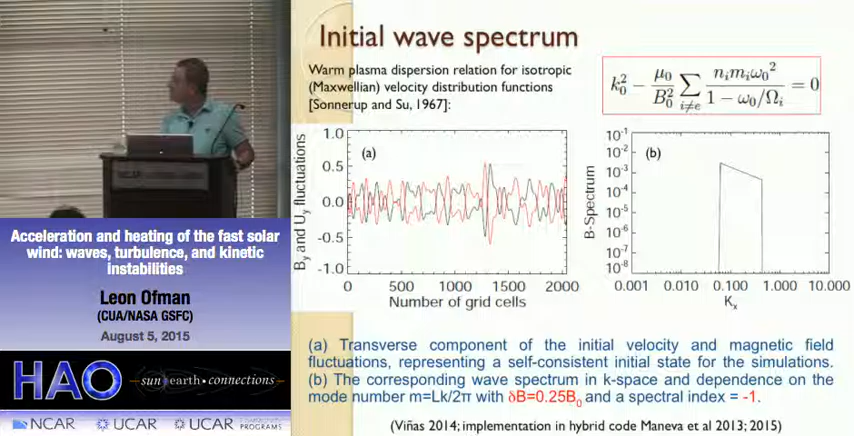 Initial wave spectrum
Warm plasma dispersion relation for isotropic
(Maxwellian) velocity distribution functions
[Sonnerup and Su, 1967]:
k₀² − μ₀/B₀² ∑_{i≠e} nᵢmᵢω₀²/(1 − ω₀/Ωᵢ) = 0
(a)
1.0
0.5
0.0
-0.5
-1.0
By and Uy fluctuations
0 500 1000 1500 2000
Number of grid cells
(b)
10⁻¹
10⁻²
10⁻³
10⁻⁴
10⁻⁵
10⁻⁶
10⁻⁷
10⁻⁸
B-Spectrum
0.001 0.010 0.100 1.000 10.000
Kx
(a) Transverse component of the initial velocity and magnetic field
fluctuations, representing a self-consistent initial state for the simulations.
(b) The corresponding wave spectrum in k-space and dependence on the
mode number m=Lk/2π with δB=0.25B₀ and a spectral index = -1.
(Viñas 2014; implementation in hybrid code Maneva et al 2013; 2015)
Acceleration and heating of the fast solar
wind: waves, turbulence, and kinetic
instabilities
Leon Ofman
(CUA/NASA GSFC)
August 5, 2015
HAO
sun earth • connections
NCAR
UCAR
UCAR COMMUNITY PROGRAMS